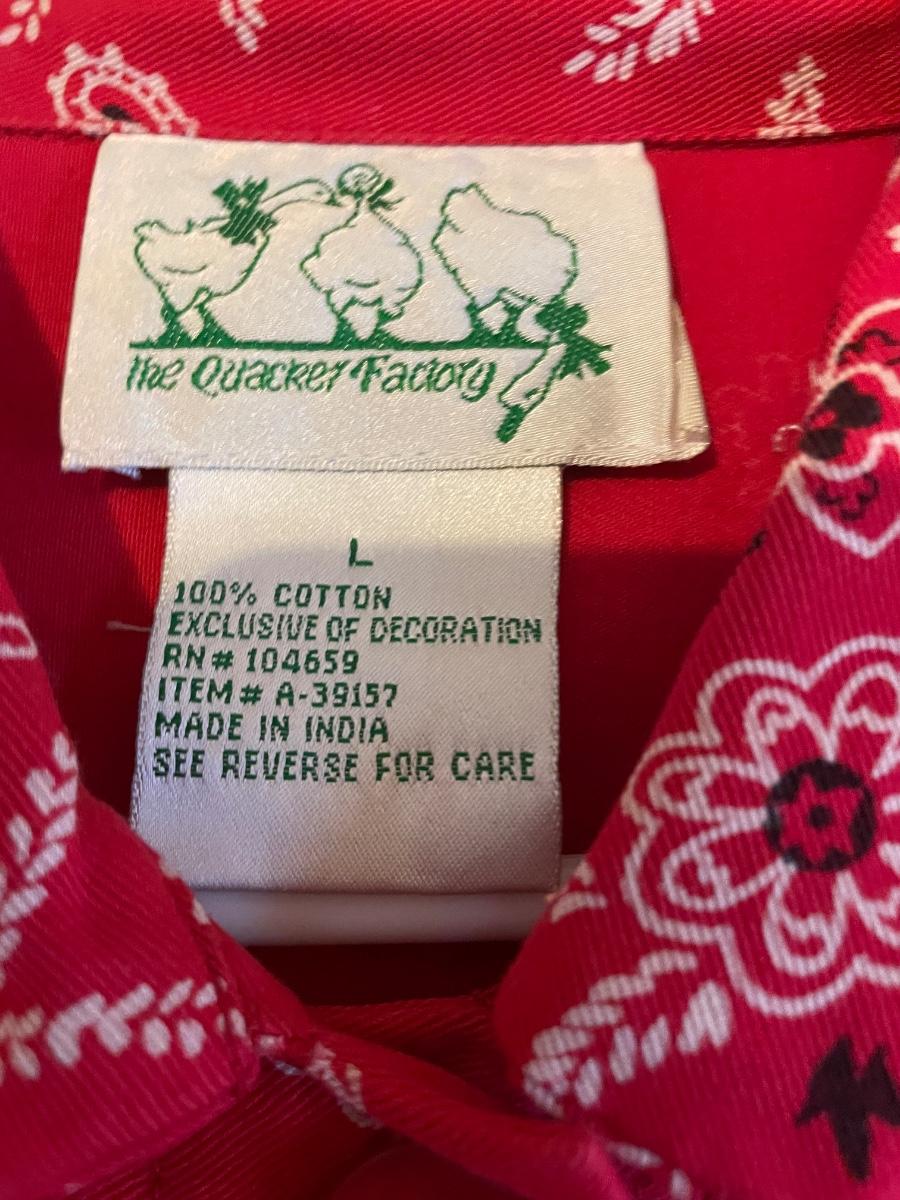 The Quacker Factory
L
100% COTTON
EXCLUSIVE OF DECORATION
RN# 104659
ITEM# A-39157
MADE IN INDIA
SEE REVERSE FOR CARE